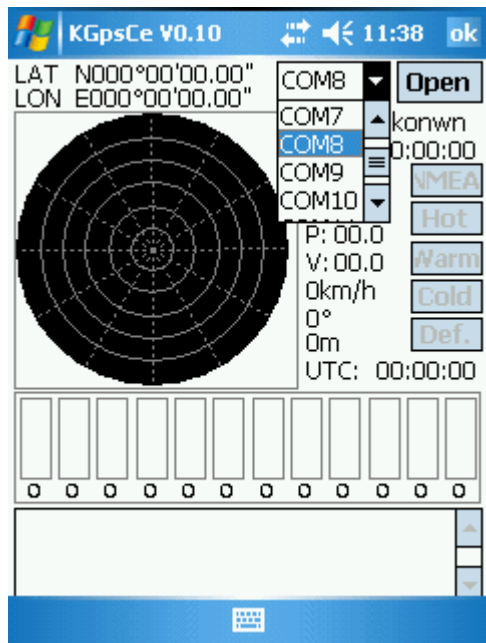 KGpsCe V0.10 11:38 ok
LAT N000°00'00.00"
LON E000°00'00.00"
COM8 Open
COM7
COM8
COM9
COM10
konwn
0:00:00
NMEA
Hot
P: 00.0
V: 00.0 Warm
0km/h Cold
0°
0m Def.
UTC: 00:00:00
0 0 0 0 0 0 0 0 0 0 0 0